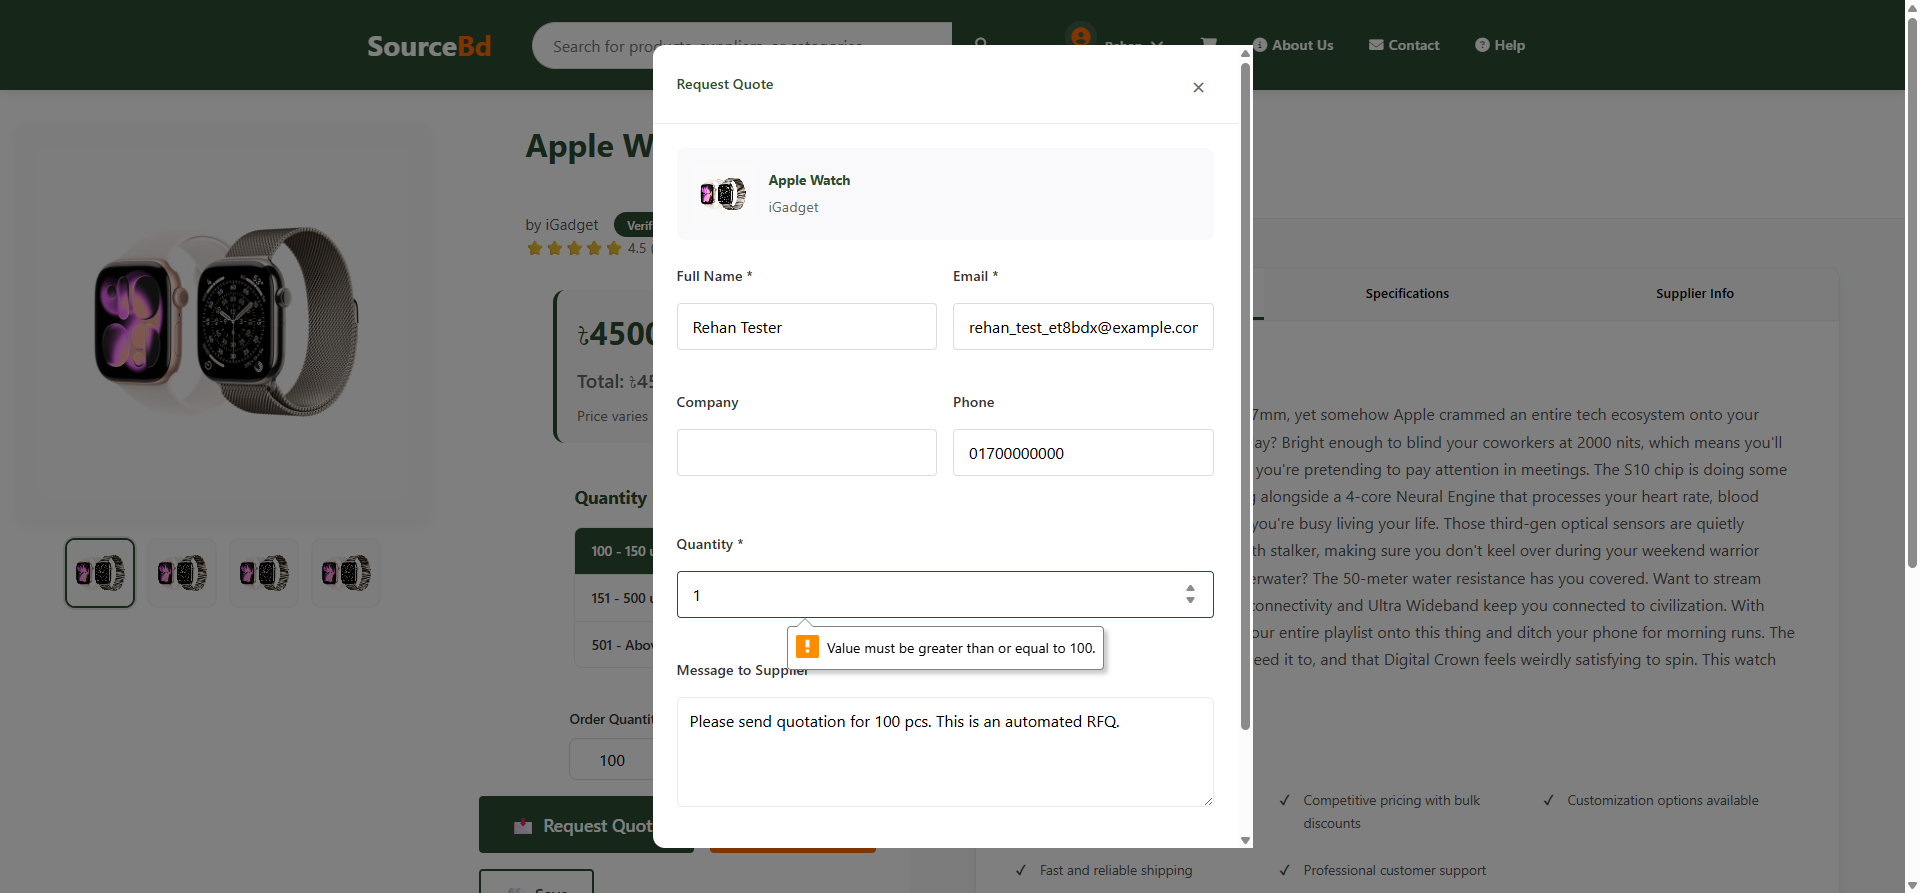 SourceBd
Search for products, suppliers, or categories
Rehan
About Us
Contact
Help
Request Quote
×
Apple W
Apple Watch
iGadget
by iGadget
Verif
4.5 (
Full Name *
Email *
Rehan Tester
rehan_test_et8bdx@example.cor
Specifications
Supplier Info
৳4500
Total: ৳45
Price varies
Company
Phone
01700000000
7mm, yet somehow Apple crammed an entire tech ecosystem onto your
ay? Bright enough to blind your coworkers at 2000 nits, which means you'll
you're pretending to pay attention in meetings. The S10 chip is doing some
g alongside a 4-core Neural Engine that processes your heart rate, blood
you're busy living your life. Those third-gen optical sensors are quietly
th stalker, making sure you don't keel over during your weekend warrior
erwater? The 50-meter water resistance has you covered. Want to stream
connectivity and Ultra Wideband keep you connected to civilization. With
our entire playlist onto this thing and ditch your phone for morning runs. The
eed it to, and that Digital Crown feels weirdly satisfying to spin. This watch
Quantity
100 - 150 u
151 - 500 u
501 - Abov
Quantity *
1
Value must be greater than or equal to 100.
Message to Supplier
Please send quotation for 100 pcs. This is an automated RFQ.
Order Quantit
100
Request Quot
Save
Competitive pricing with bulk
discounts
Customization options available
Fast and reliable shipping
Professional customer support